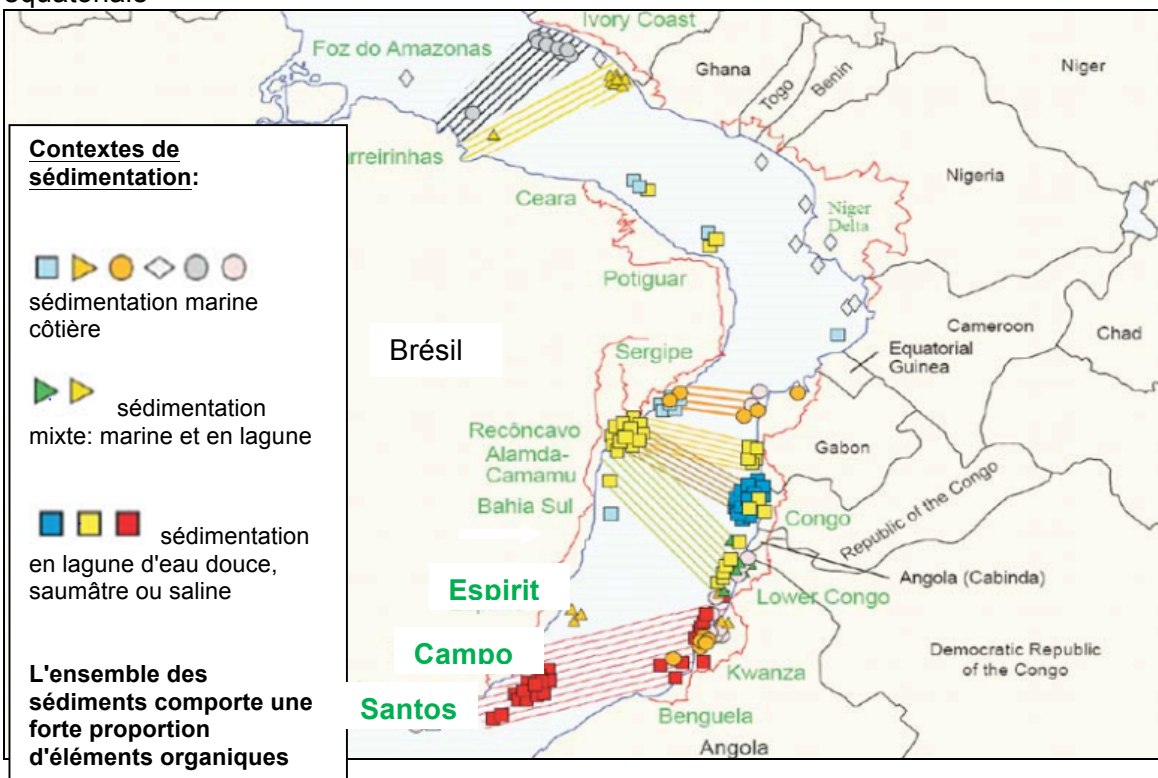 équatoriale
Ivory Coast
Foz do Amazonas
Ghana
Togo
Benin
Niger
Contextes de
sédimentation:
sédimentation marine
côtière
sédimentation
mixte: marine et en lagune
sédimentation
en lagune d'eau douce,
saumâtre ou saline
L'ensemble des
sédiments comporte une
forte proportion
d'éléments organiques
rreirinhas
Ceara
Nigeria
Niger
Delta
Potiguar
Brésil
Sergipe
Cameroon
Chad
Equatorial
Guinea
Recôncavo
Alamda-
Camamu
Bahia Sul
Gabon
Congo
Republic of the Congo
Angola (Cabinda)
Espirit
Lower Congo
Campo
Democratic Republic
of the Congo
Kwanza
Santos
Benguela
Angola